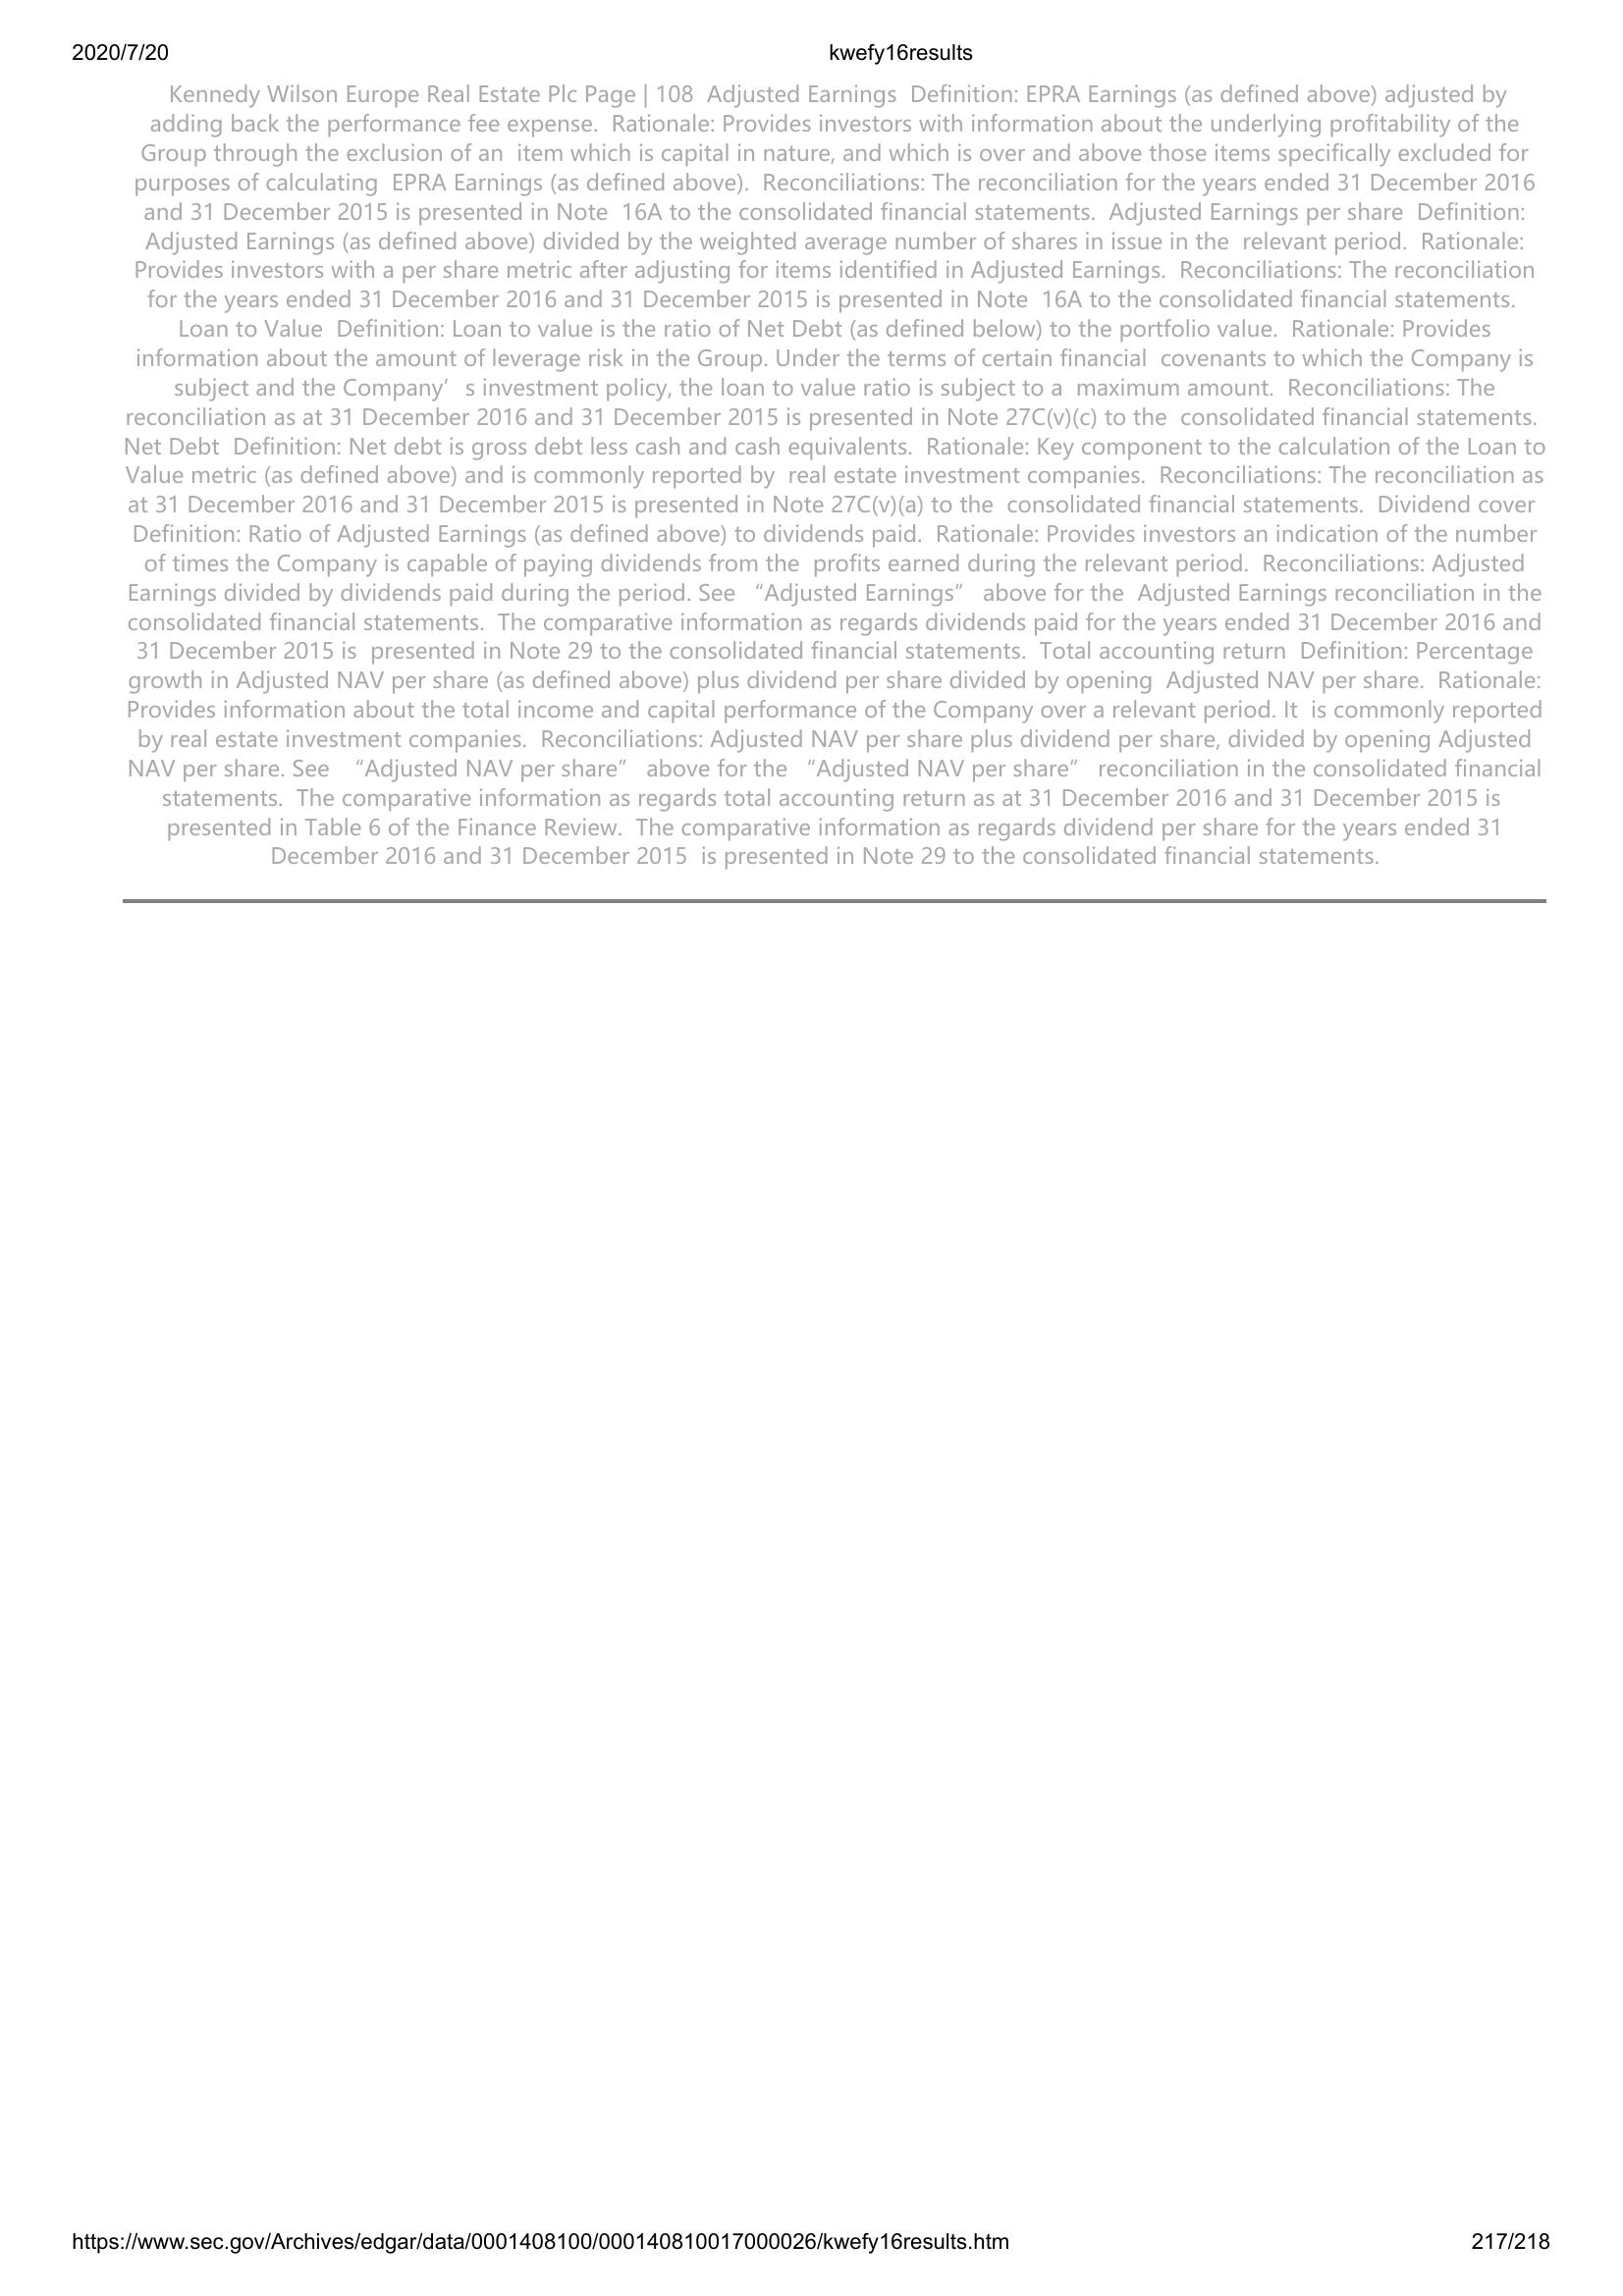 2020/7/20 kwefy16results
Kennedy Wilson Europe Real Estate Plc Page | 108 Adjusted Earnings Definition: EPRA Earnings (as defined above) adjusted by
adding back the performance fee expense. Rationale: Provides investors with information about the underlying profitability of the
Group through the exclusion of an item which is capital in nature, and which is over and above those items specifically excluded for
purposes of calculating EPRA Earnings (as defined above). Reconciliations: The reconciliation for the years ended 31 December 2016
and 31 December 2015 is presented in Note 16A to the consolidated financial statements. Adjusted Earnings per share Definition:
Adjusted Earnings (as defined above) divided by the weighted average number of shares in issue in the relevant period. Rationale:
Provides investors with a per share metric after adjusting for items identified in Adjusted Earnings. Reconciliations: The reconciliation
for the years ended 31 December 2016 and 31 December 2015 is presented in Note 16A to the consolidated financial statements.
Loan to Value Definition: Loan to value is the ratio of Net Debt (as defined below) to the portfolio value. Rationale: Provides
information about the amount of leverage risk in the Group. Under the terms of certain financial covenants to which the Company is
subject and the Company’ s investment policy, the loan to value ratio is subject to a maximum amount. Reconciliations: The
reconciliation as at 31 December 2016 and 31 December 2015 is presented in Note 27C(v)(c) to the consolidated financial statements.
Net Debt Definition: Net debt is gross debt less cash and cash equivalents. Rationale: Key component to the calculation of the Loan to
Value metric (as defined above) and is commonly reported by real estate investment companies. Reconciliations: The reconciliation as
at 31 December 2016 and 31 December 2015 is presented in Note 27C(v)(a) to the consolidated financial statements. Dividend cover
Definition: Ratio of Adjusted Earnings (as defined above) to dividends paid. Rationale: Provides investors an indication of the number
of times the Company is capable of paying dividends from the profits earned during the relevant period. Reconciliations: Adjusted
Earnings divided by dividends paid during the period. See “Adjusted Earnings” above for the Adjusted Earnings reconciliation in the
consolidated financial statements. The comparative information as regards dividends paid for the years ended 31 December 2016 and
31 December 2015 is presented in Note 29 to the consolidated financial statements. Total accounting return Definition: Percentage
growth in Adjusted NAV per share (as defined above) plus dividend per share divided by opening Adjusted NAV per share. Rationale:
Provides information about the total income and capital performance of the Company over a relevant period. It is commonly reported
by real estate investment companies. Reconciliations: Adjusted NAV per share plus dividend per share, divided by opening Adjusted
NAV per share. See “Adjusted NAV per share” above for the “Adjusted NAV per share” reconciliation in the consolidated financial
statements. The comparative information as regards total accounting return as at 31 December 2016 and 31 December 2015 is
presented in Table 6 of the Finance Review. The comparative information as regards dividend per share for the years ended 31
December 2016 and 31 December 2015 is presented in Note 29 to the consolidated financial statements.
https://www.sec.gov/Archives/edgar/data/0001408100/000140810017000026/kwefy16results.htm 217/218